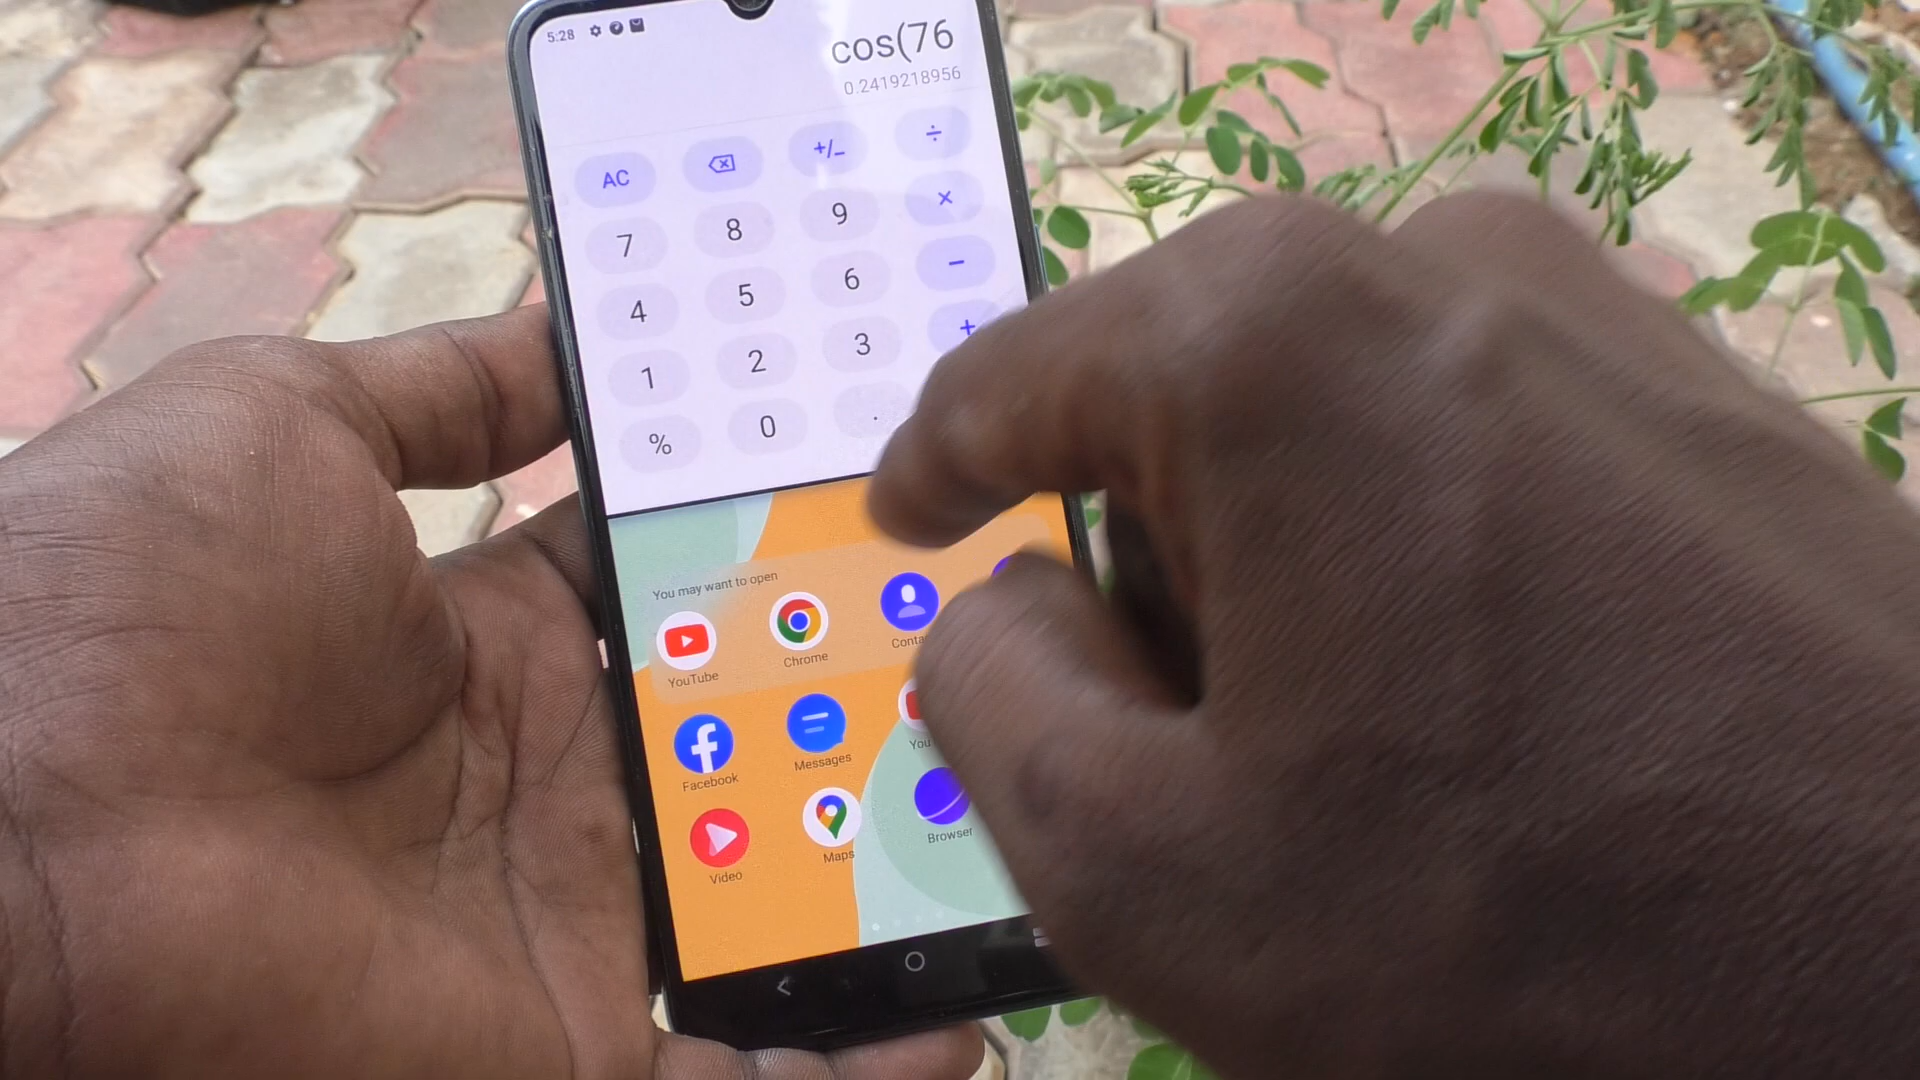 5:28
cos(76
0.2419218956
AC +/- ÷
7 8 9 ×
4 5 6 −
1 2 3 +
% 0 .
You may want to open
YouTube Chrome
Facebook Messages
Video Maps Browser